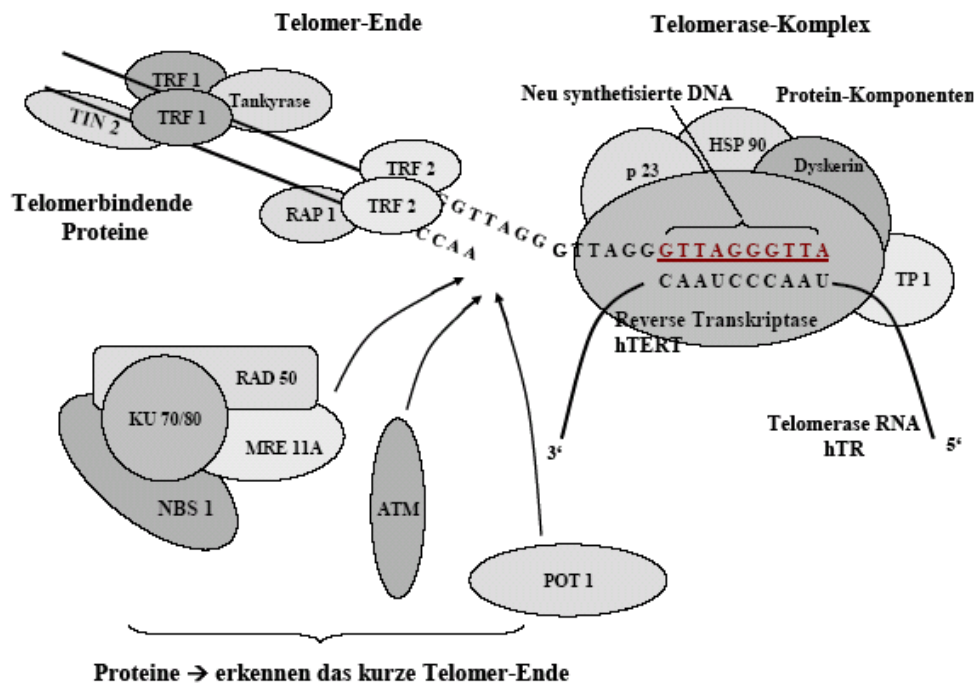 Telomer-Ende
Telomerase-Komplex
TRF 1
Tankyrase
TIN 2
TRF 1
Neu synthetisierte DNA
Protein-Komponenten
HSP 90
p 23
Dyskerin
TRF 2
Telomerbindende
Proteine
RAP 1
TRF 2
GGTTAGG GTTAGG GTTAGGGTTA
CCAA
CAAUCCCAAU
TP 1
Reverse Transkriptase
hTERT
RAD 50
KU 70/80
MRE 11A
NBS 1
ATM
3‘
Telomerase RNA
hTR
5‘
POT 1
Proteine → erkennen das kurze Telomer-Ende